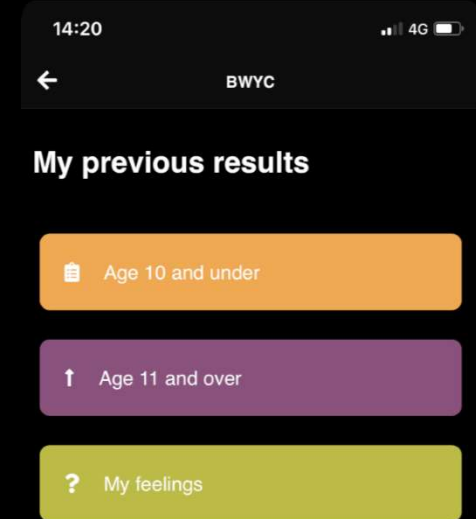 14:20
4G
BWYC
My previous results
Age 10 and under
Age 11 and over
? My feelings